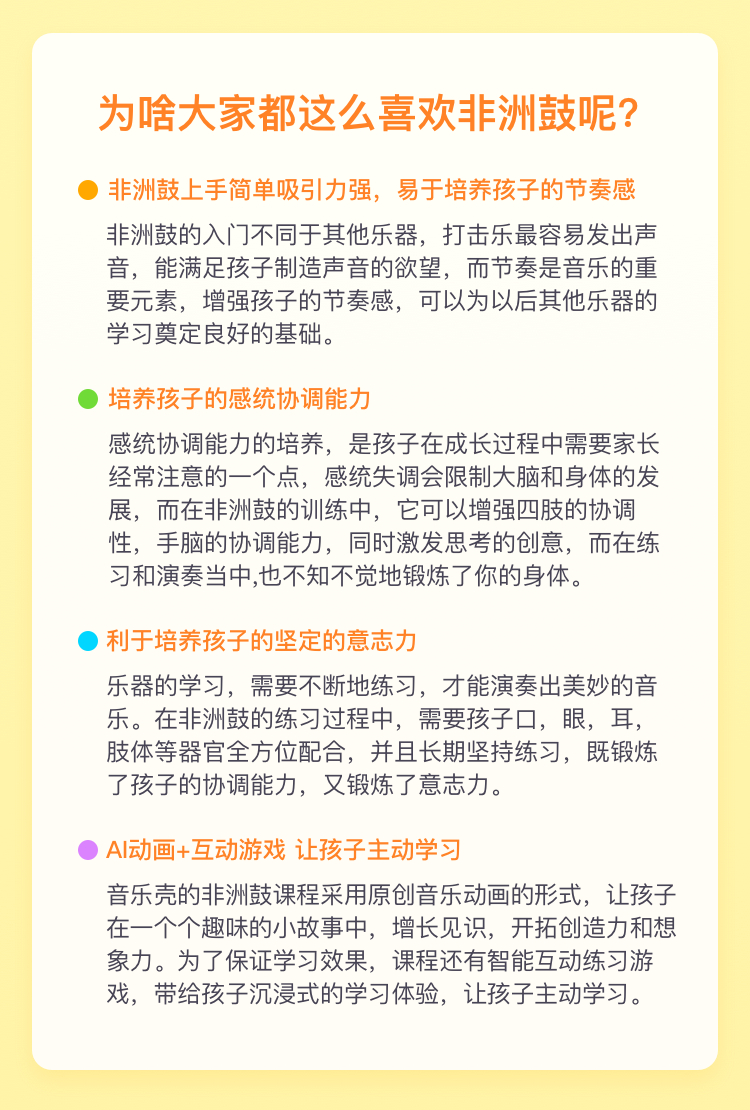 为啥大家都这么喜欢非洲鼓呢?
非洲鼓上手简单吸引力强，易于培养孩子的节奏感
非洲鼓的入门不同于其他乐器，打击乐最容易发出声
音，能满足孩子制造声音的欲望，而节奏是音乐的重
要元素，增强孩子的节奏感，可以为以后其他乐器的
学习奠定良好的基础。
培养孩子的感统协调能力
感统协调能力的培养，是孩子在成长过程中需要家长
经常注意的一个点，感统失调会限制大脑和身体的发
展，而在非洲鼓的训练中，它可以增强四肢的协调
性，手脑的协调能力，同时激发思考的创意，而在练
习和演奏当中,也不知不觉地锻炼了你的身体。
利于培养孩子的坚定的意志力
乐器的学习，需要不断地练习，才能演奏出美妙的音
乐。在非洲鼓的练习过程中，需要孩子口，眼，耳，
肢体等器官全方位配合，并且长期坚持练习，既锻炼
了孩子的协调能力，又锻炼了意志力。
AI动画+互动游戏 让孩子主动学习
音乐壳的非洲鼓课程采用原创音乐动画的形式，让孩子
在一个个趣味的小故事中，增长见识，开拓创造力和想
象力。为了保证学习效果，课程还有智能互动练习游
戏，带给孩子沉浸式的学习体验，让孩子主动学习。